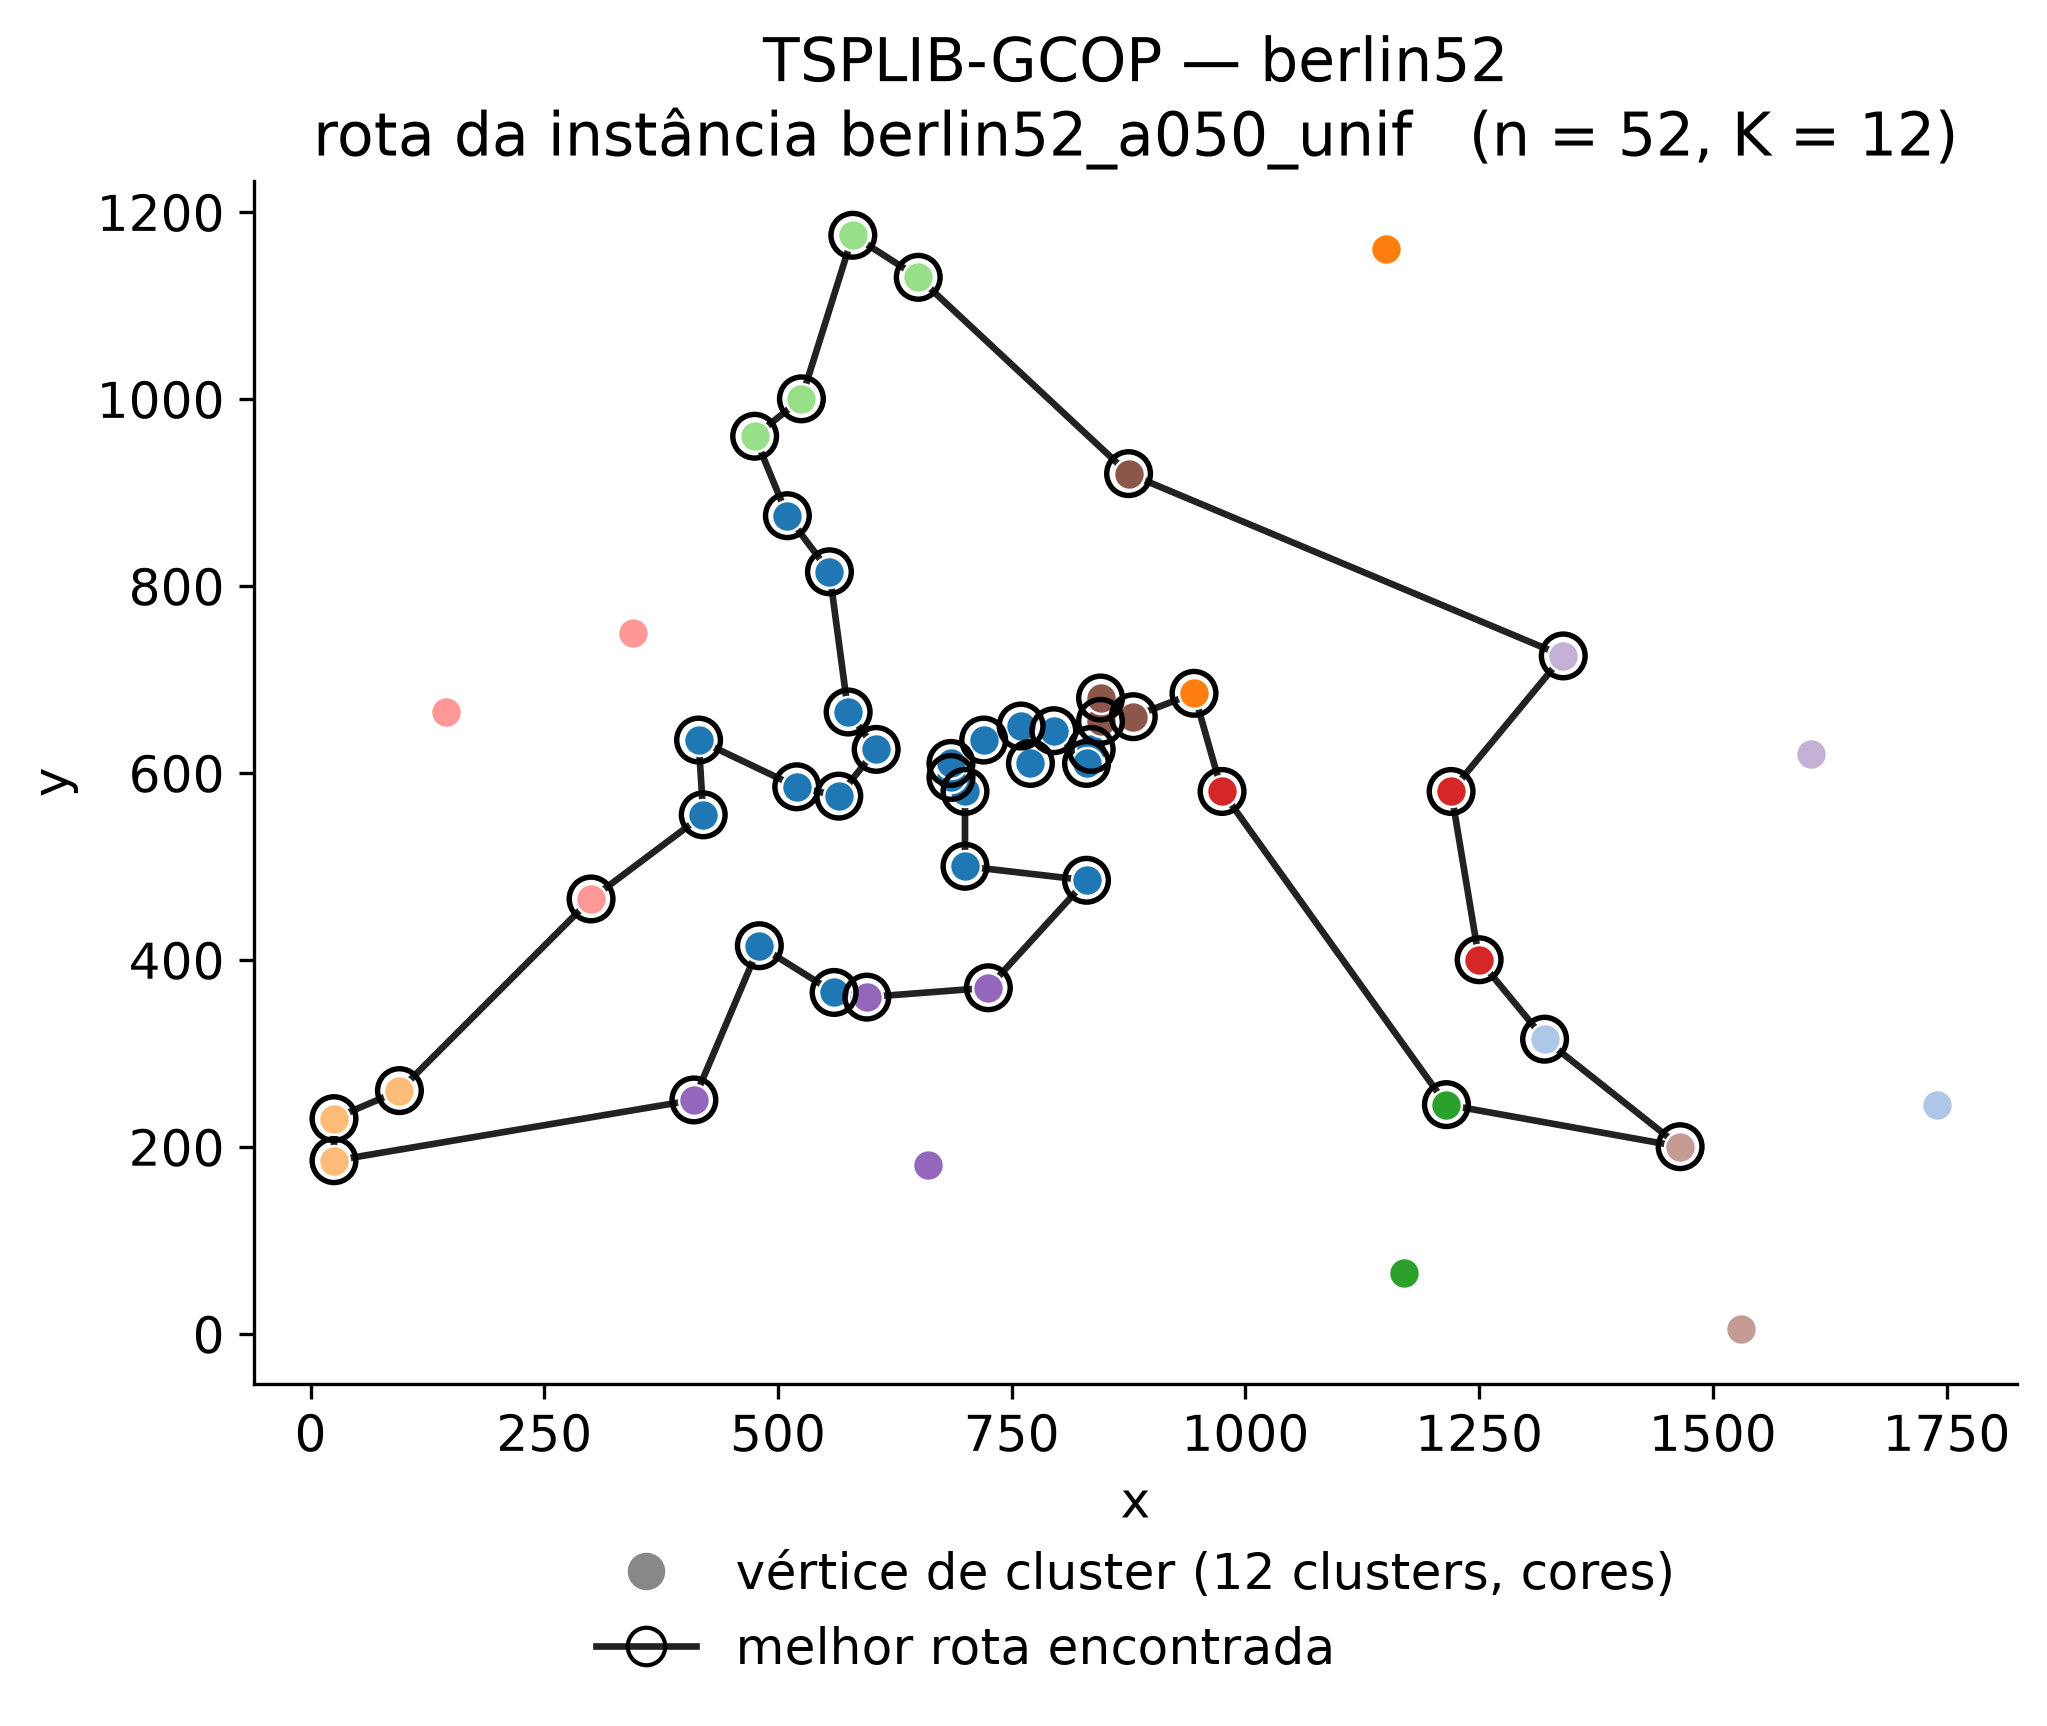 TSPLIB-GCOP — berlin52
rota da instância berlin52_a050_unif (n = 52, K = 12)
1200
1000
800
600
400
200
0
y
0 250 500 750 1000 1250 1500 1750
x
vértice de cluster (12 clusters, cores)
melhor rota encontrada